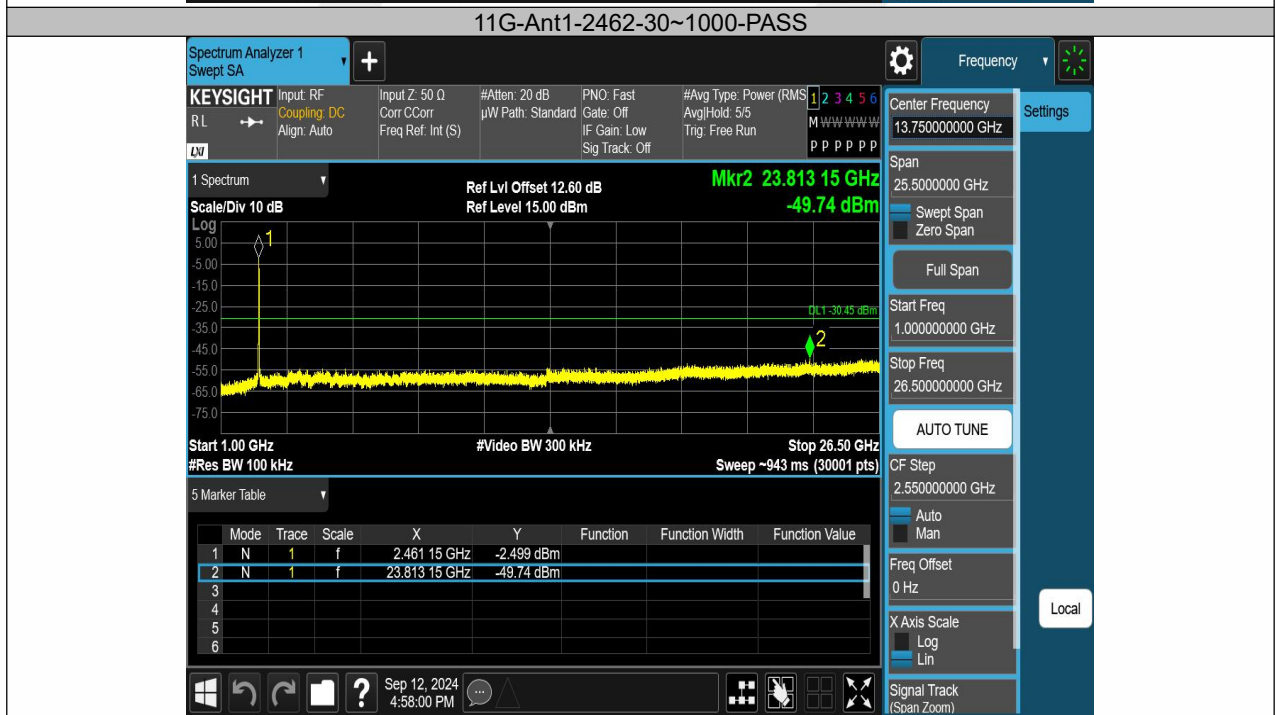 11G-Ant1-2462-30~1000-PASS
Spectrum Analyzer 1
Swept SA
+
Frequency
KEYSIGHT
RL
LXI
Input: RF
Coupling: DC
Align: Auto
Input Z: 50 Ω
Corr CCorr
Freq Ref: Int (S)
#Atten: 20 dB
µW Path: Standard
PNO: Fast
Gate: Off
IF Gain: Low
Sig Track: Off
#Avg Type: Power (RMS
Avg|Hold: 5/5
Trig: Free Run
1 2 3 4 5 6
M W W W W W
P P P P P P
1 Spectrum
Scale/Div 10 dB
Ref Lvl Offset 12.60 dB
Ref Level 15.00 dBm
Mkr2 23.813 15 GHz
-49.74 dBm
Log
5.00
-5.00
-15.0
-25.0
-35.0
-45.0
-55.0
-65.0
-75.0
1
DL1 -30.45 dBm
2
Start 1.00 GHz
#Res BW 100 kHz
#Video BW 300 kHz
Stop 26.50 GHz
Sweep ~943 ms (30001 pts)
5 Marker Table
Mode Trace Scale X Y Function Function Width Function Value
1 N 1 f 2.461 15 GHz -2.499 dBm
2 N 1 f 23.813 15 GHz -49.74 dBm
3
4
5
6
Center Frequency
13.750000000 GHz
Settings
Span
25.5000000 GHz
Swept Span
Zero Span
Full Span
Start Freq
1.000000000 GHz
Stop Freq
26.500000000 GHz
AUTO TUNE
CF Step
2.550000000 GHz
Auto
Man
Freq Offset
0 Hz
X Axis Scale
Log
Lin
Local
Signal Track
(Span Zoom)
?
Sep 12, 2024
4:58:00 PM